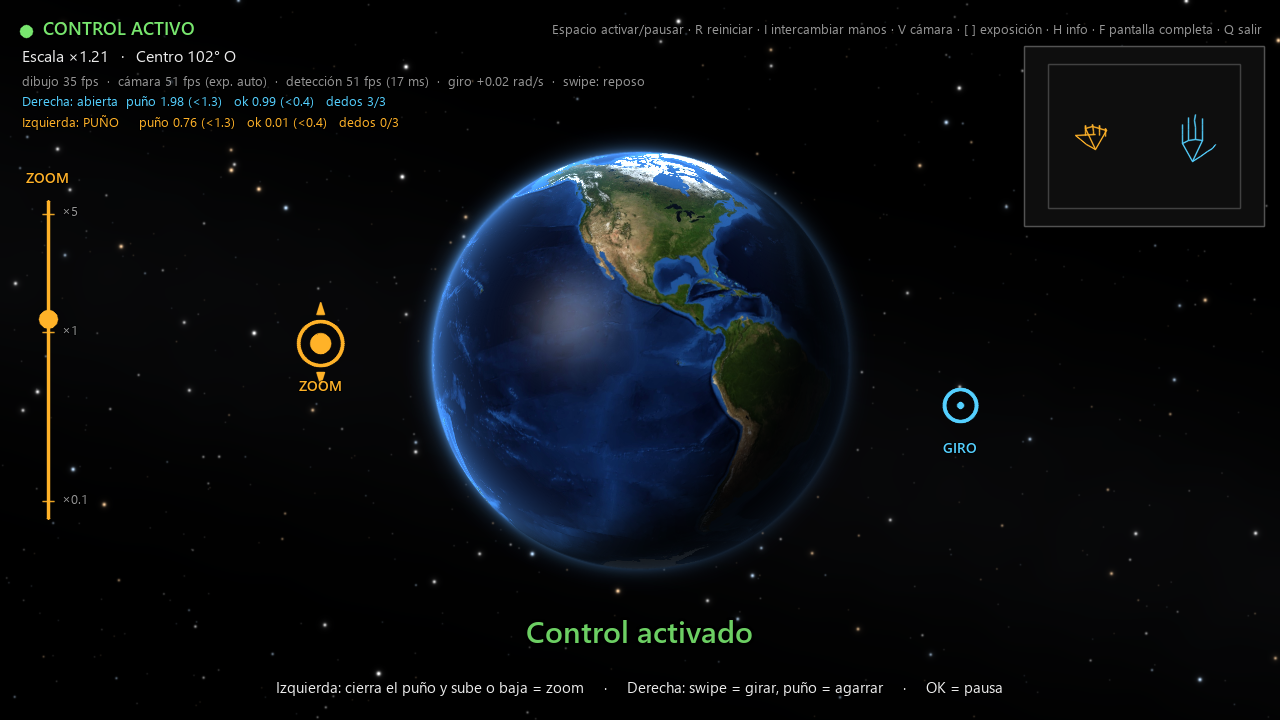 CONTROL ACTIVO
Espacio activar/pausar · R reiniciar · I intercambiar manos · V cámara · [ ] exposición · H info · F pantalla completa · Q salir
Escala ×1.21 · Centro 102° O
dibujo 35 fps · cámara 51 fps (exp. auto) · detección 51 fps (17 ms) · giro +0.02 rad/s · swipe: reposo
Derecha: abierta puño 1.98 (<1.3) ok 0.99 (<0.4) dedos 3/3
Izquierda: PUÑO puño 0.76 (<1.3) ok 0.01 (<0.4) dedos 0/3
ZOOM
×5
×1
×0.1
ZOOM
GIRO
Control activado
Izquierda: cierra el puño y sube o baja = zoom · Derecha: swipe = girar, puño = agarrar · OK = pausa